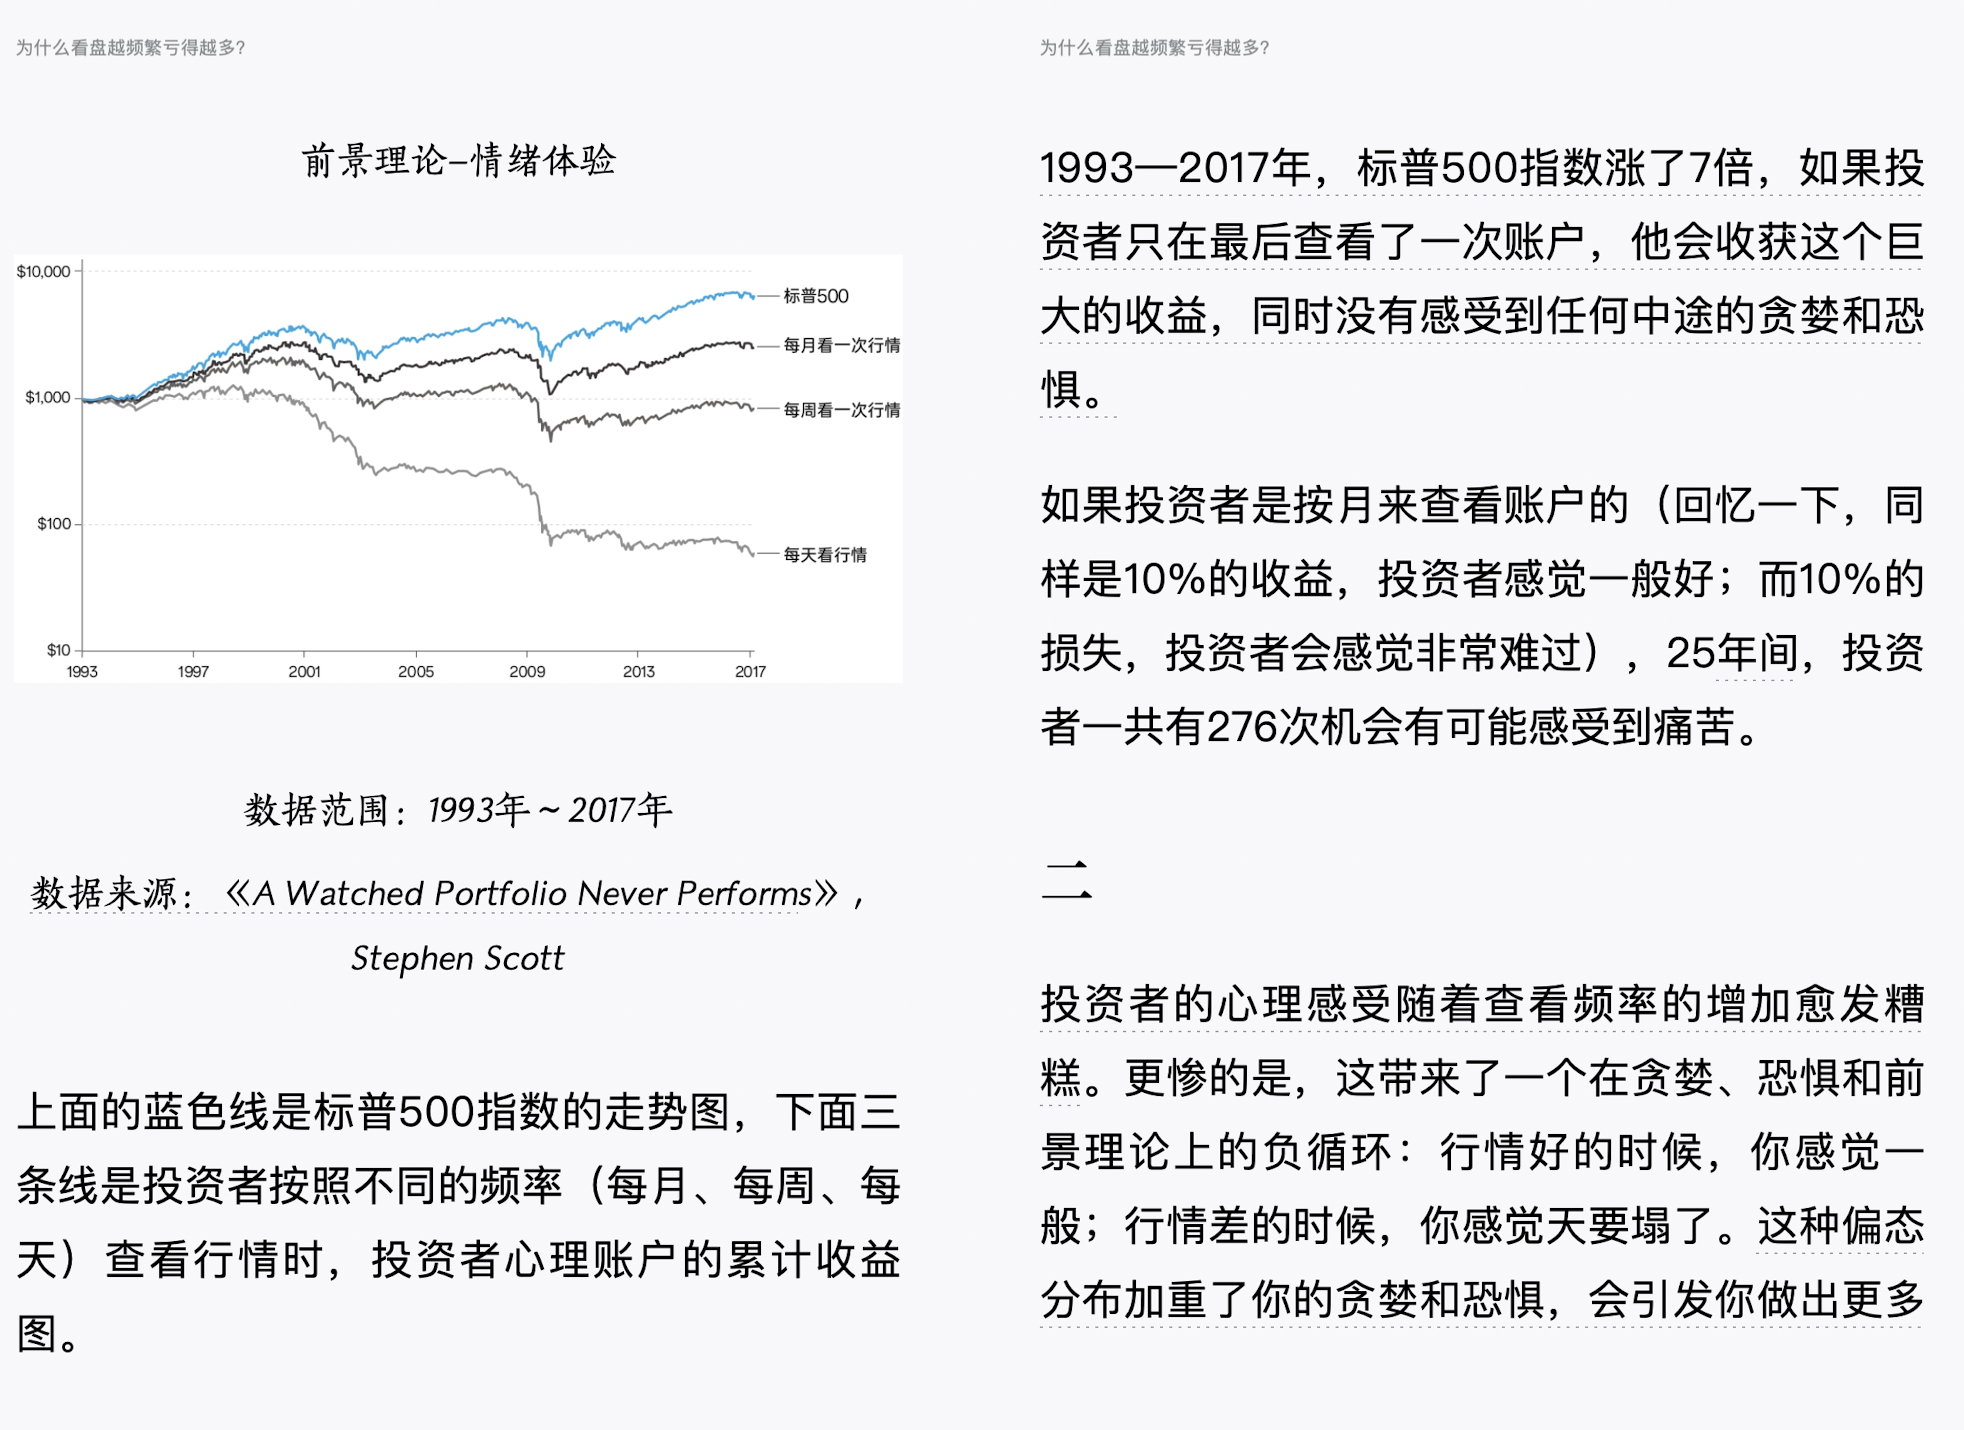 为什么看盘越频繁亏得越多?
前景理论–情绪体验
$10,000
$1,000
$100
$10
标普500
每月看一次行情
每周看一次行情
每天看行情
1993 1997 2001 2005 2009 2013 2017
数据范围：1993年~2017年
数据来源：《A Watched Portfolio Never Performs》,
Stephen Scott
上面的蓝色线是标普500指数的走势图，下面三
条线是投资者按照不同的频率（每月、每周、每
天）查看行情时，投资者心理账户的累计收益
图。
为什么看盘越频繁亏得越多?
1993—2017年，标普500指数涨了7倍，如果投
资者只在最后查看了一次账户，他会收获这个巨
大的收益，同时没有感受到任何中途的贪婪和恐
惧。
如果投资者是按月来查看账户的（回忆一下，同
样是10%的收益，投资者感觉一般好；而10%的
损失，投资者会感觉非常难过），25年间，投资
者一共有276次机会有可能感受到痛苦。
二
投资者的心理感受随着查看频率的增加愈发糟
糕。更惨的是，这带来了一个在贪婪、恐惧和前
景理论上的负循环：行情好的时候，你感觉一
般；行情差的时候，你感觉天要塌了。这种偏态
分布加重了你的贪婪和恐惧，会引发你做出更多